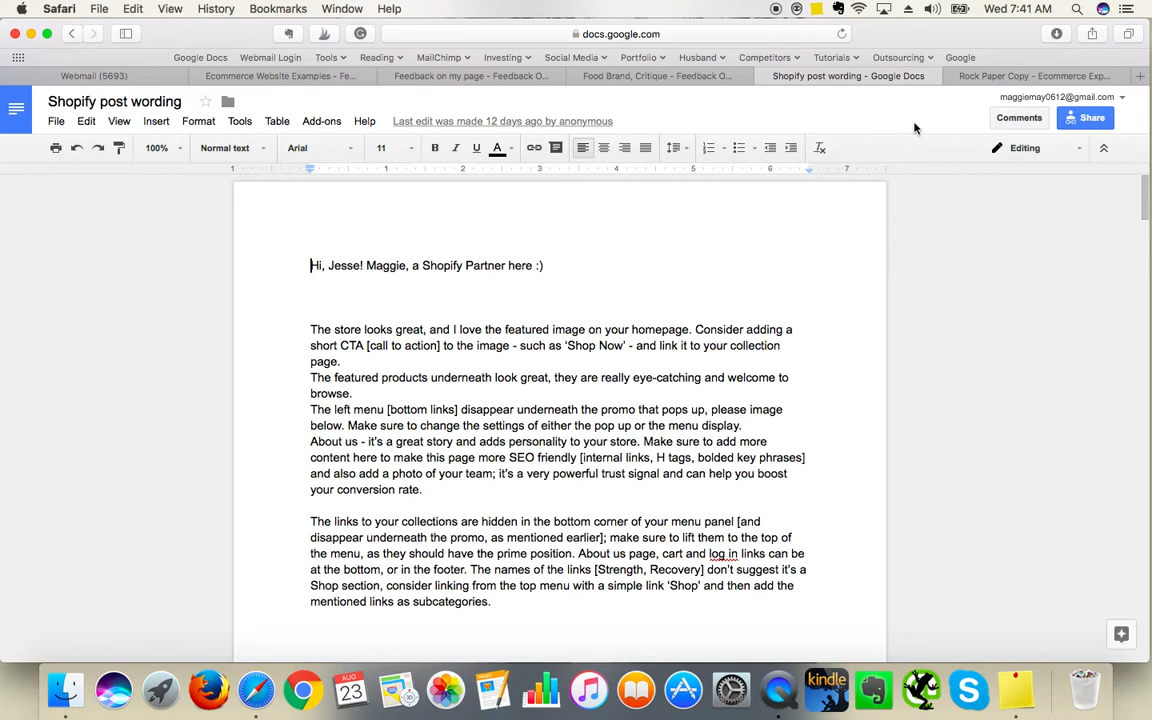 Safari File Edit View History Bookmarks Window Help Wed 7:41 AM
docs.google.com
Google Docs Webmail Login Tools Reading MailChimp Investing Social Media Portfolio Husband Competitors Tutorials Outsourcing Google
Webmail (5693) Ecommerce Website Examples - Fe... Feedback on my page - Feedback O... Food Brand, Critique - Feedback O... Shopify post wording - Google Docs Rock Paper Copy - Ecommerce Exp...
Shopify post wording
maggiemay0612@gmail.com
File Edit View Insert Format Tools Table Add-ons Help Last edit was made 12 days ago by anonymous
Comments Share
100% Normal text Arial 11 B I U A Editing
1 1 2 3 4 5 6 7
Hi, Jesse! Maggie, a Shopify Partner here :)
The store looks great, and I love the featured image on your homepage. Consider adding a
short CTA [call to action] to the image - such as ‘Shop Now’ - and link it to your collection
page.
The featured products underneath look great, they are really eye-catching and welcome to
browse.
The left menu [bottom links] disappear underneath the promo that pops up, please image
below. Make sure to change the settings of either the pop up or the menu display.
About us - it’s a great story and adds personality to your store. Make sure to add more
content here to make this page more SEO friendly [internal links, H tags, bolded key phrases]
and also add a photo of your team; it’s a very powerful trust signal and can help you boost
your conversion rate.
The links to your collections are hidden in the bottom corner of your menu panel [and
disappear underneath the promo, as mentioned earlier]; make sure to lift them to the top of
the menu, as they should have the prime position. About us page, cart and log in links can be
at the bottom, or in the footer. The names of the links [Strength, Recovery] don’t suggest it’s a
Shop section, consider linking from the top menu with a simple link ‘Shop’ and then add the
mentioned links as subcategories.
AUG
23
kindle